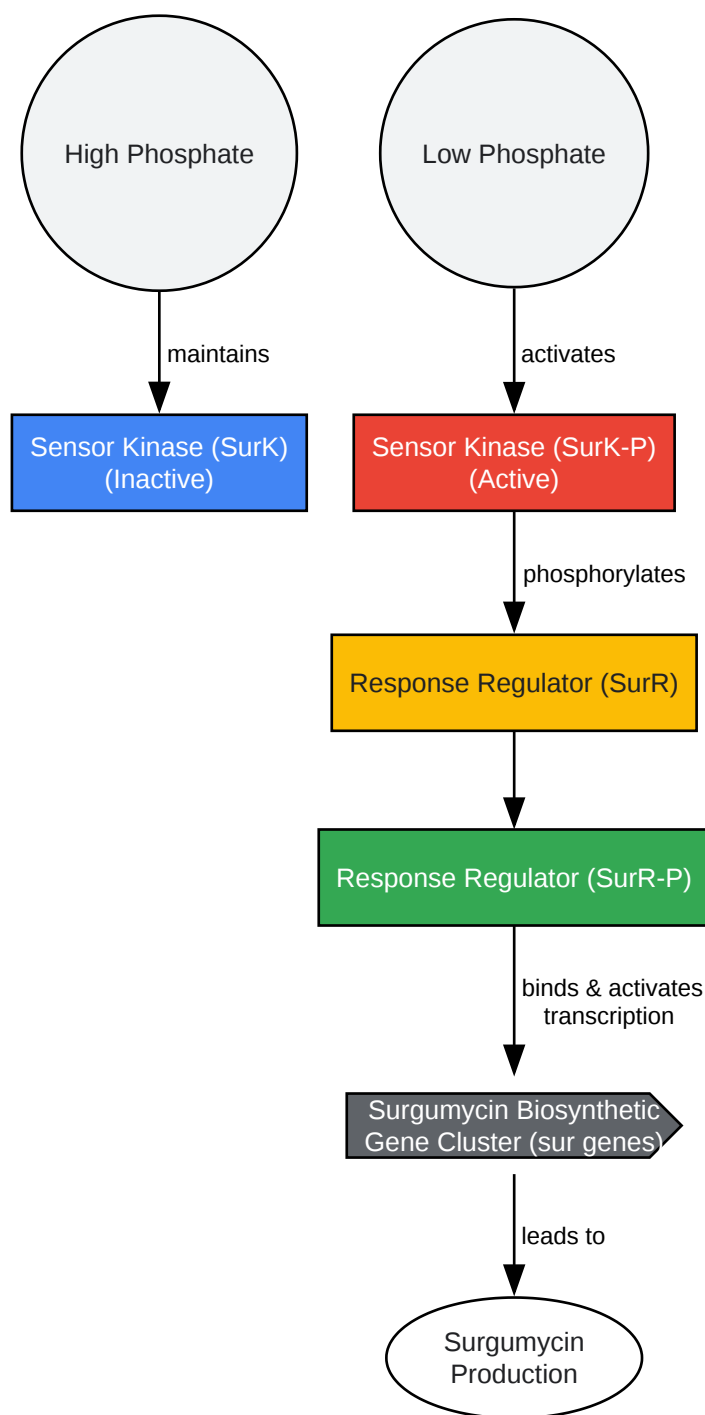 High Phosphate
Low Phosphate
maintains
activates
Sensor Kinase (SurK)
(Inactive)
Sensor Kinase (SurK-P)
(Active)
phosphorylates
Response Regulator (SurR)
Response Regulator (SurR-P)
binds & activates
transcription
Surgumycin Biosynthetic
Gene Cluster (sur genes)
leads to
Surgumycin
Production